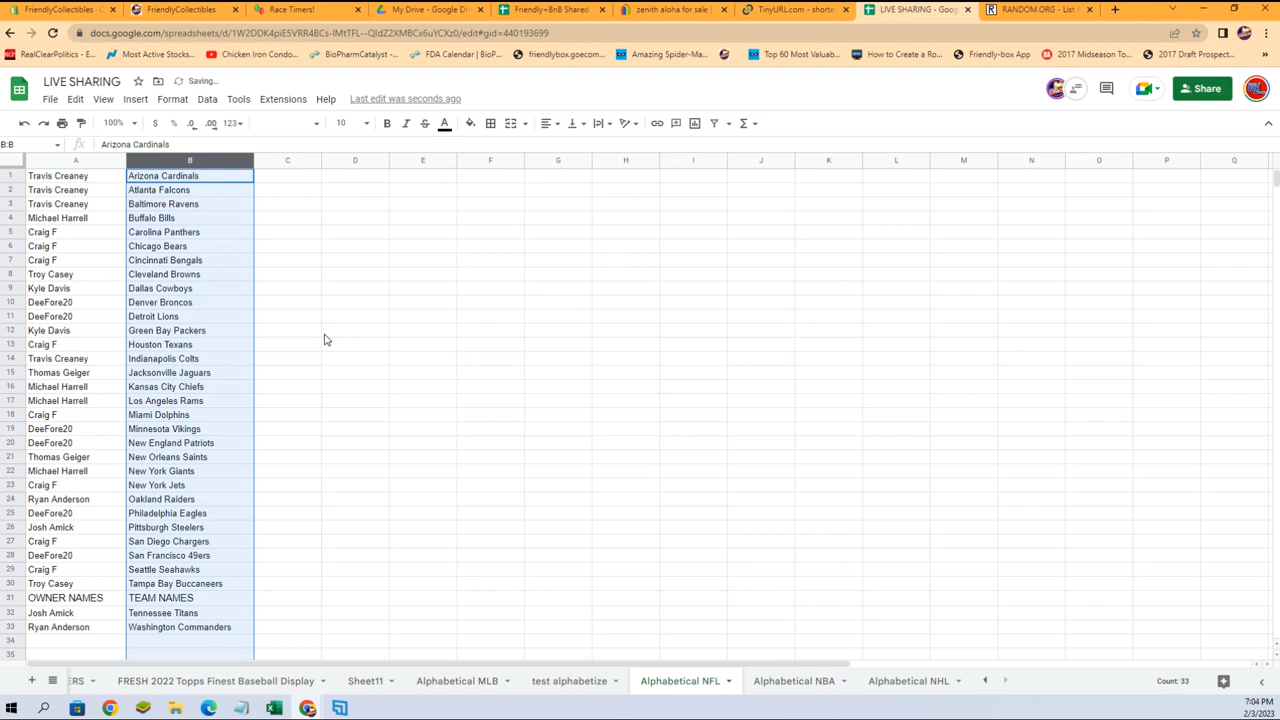 FriendlyCollectibles - C
FriendlyCollectibles
Race Timers!
My Drive - Google Dri
Friendly+BnB Shared
zenith aloha for sale |
TinyURL.com - shorte
LIVE SHARING - Goog
RANDOM.ORG - List
docs.google.com/spreadsheets/d/1W2DDK4piE5VRR4BCs-IMtTFL--QIdZ2XMBCx6uYCXz0/edit#gid=440193699
RealClearPolitics - E...
Most Active Stocks...
Chicken Iron Condo...
BioPharmCatalyst -...
FDA Calendar | BioP...
friendlybox.goecom...
Amazing Spider-Ma...
Top 60 Most Valuab...
How to Create a Ro...
Friendly-box App
2017 Midseason To...
2017 Draft Prospect...
LIVE SHARING
Saving...
File Edit View Insert Format Data Tools Extensions Help Last edit was seconds ago
Share
100% $ % .0 .00 123 10 B I S A
B:B fx Arizona Cardinals
A B C D E F G H I J K L M N O P Q
1 Travis Creaney Arizona Cardinals
2 Travis Creaney Atlanta Falcons
3 Travis Creaney Baltimore Ravens
4 Michael Harrell Buffalo Bills
5 Craig F Carolina Panthers
6 Craig F Chicago Bears
7 Craig F Cincinnati Bengals
8 Troy Casey Cleveland Browns
9 Kyle Davis Dallas Cowboys
10 DeeFore20 Denver Broncos
11 DeeFore20 Detroit Lions
12 Kyle Davis Green Bay Packers
13 Craig F Houston Texans
14 Travis Creaney Indianapolis Colts
15 Thomas Geiger Jacksonville Jaguars
16 Michael Harrell Kansas City Chiefs
17 Michael Harrell Los Angeles Rams
18 Craig F Miami Dolphins
19 DeeFore20 Minnesota Vikings
20 DeeFore20 New England Patriots
21 Thomas Geiger New Orleans Saints
22 Michael Harrell New York Giants
23 Craig F New York Jets
24 Ryan Anderson Oakland Raiders
25 DeeFore20 Philadelphia Eagles
26 Josh Amick Pittsburgh Steelers
27 Craig F San Diego Chargers
28 DeeFore20 San Francisco 49ers
29 Craig F Seattle Seahawks
30 Troy Casey Tampa Bay Buccaneers
31 OWNER NAMES TEAM NAMES
32 Josh Amick Tennessee Titans
33 Ryan Anderson Washington Commanders
34
35
ERS FRESH 2022 Topps Finest Baseball Display Sheet11 Alphabetical MLB test alphabetize Alphabetical NFL Alphabetical NBA Alphabetical NHL Count: 33
7:04 PM
2/3/2023